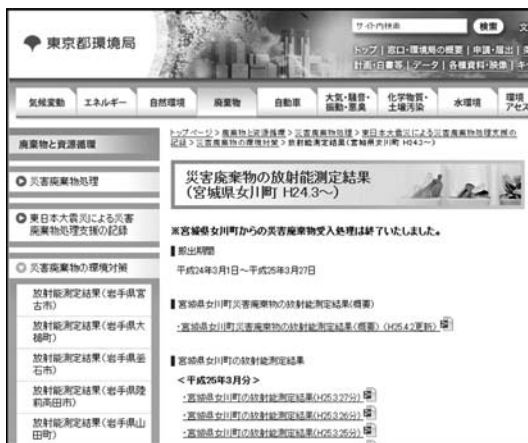 サイト内検索
検索
文
東京都環境局
トップ | 窓口・環境局の概要 | 申請・届出 |
計画・白書等 | データ | 各種資料・映像 | キ
気候変動
エネルギー
自然環境
廃棄物
自動車
大気・騒音・振動・悪臭
化学物質・土壌汚染
水環境
環境アセス
トップページ > 廃棄物と資源循環 > 災害廃棄物処理 > 東日本大震災による災害廃棄物処理支援の
記録 > 災害廃棄物の環境対策 > 放射能測定結果(宮城県女川町 H24.3~)
廃棄物と資源循環
災害廃棄物処理
東日本大震災による災害
廃棄物処理支援の記録
災害廃棄物の環境対策
放射能測定結果(岩手県宮
古市)
放射能測定結果(岩手県大
槌町)
放射能測定結果(岩手県釜
石市)
放射能測定結果(岩手県陸
前高田市)
放射能測定結果(岩手県山
田町)
災害廃棄物の放射能測定結果
(宮城県女川町 H24.3~)
※宮城県女川町からの災害廃棄物受入処理は終了いたしました。
搬出期間
平成24年3月1日~平成25年3月27日
宮城県女川町災害廃棄物の放射能測定結果(概要)
・宮城県女川町災害廃棄物の放射能測定結果(概要) (H25.4.2更新)
宮城県女川町の放射能測定結果
<平成25年3月分>
・宮城県女川町の放射能測定結果(H25.3.27分)
・宮城県女川町の放射能測定結果(H25.3.26分)
・宮城県女川町の放射能測定結果(H25.3.25分)